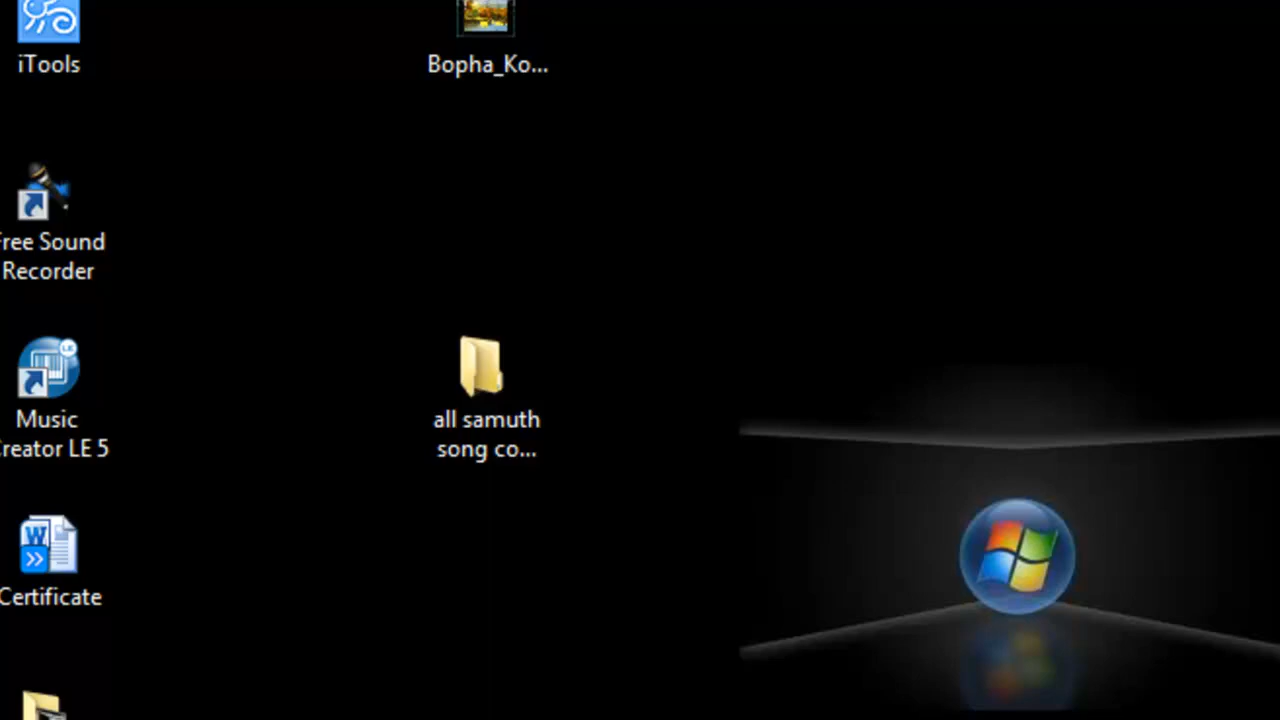 iTools
Bopha_Ko...
Free Sound
Recorder
Music
Creator LE 5
all samuth
song co...
Certificate